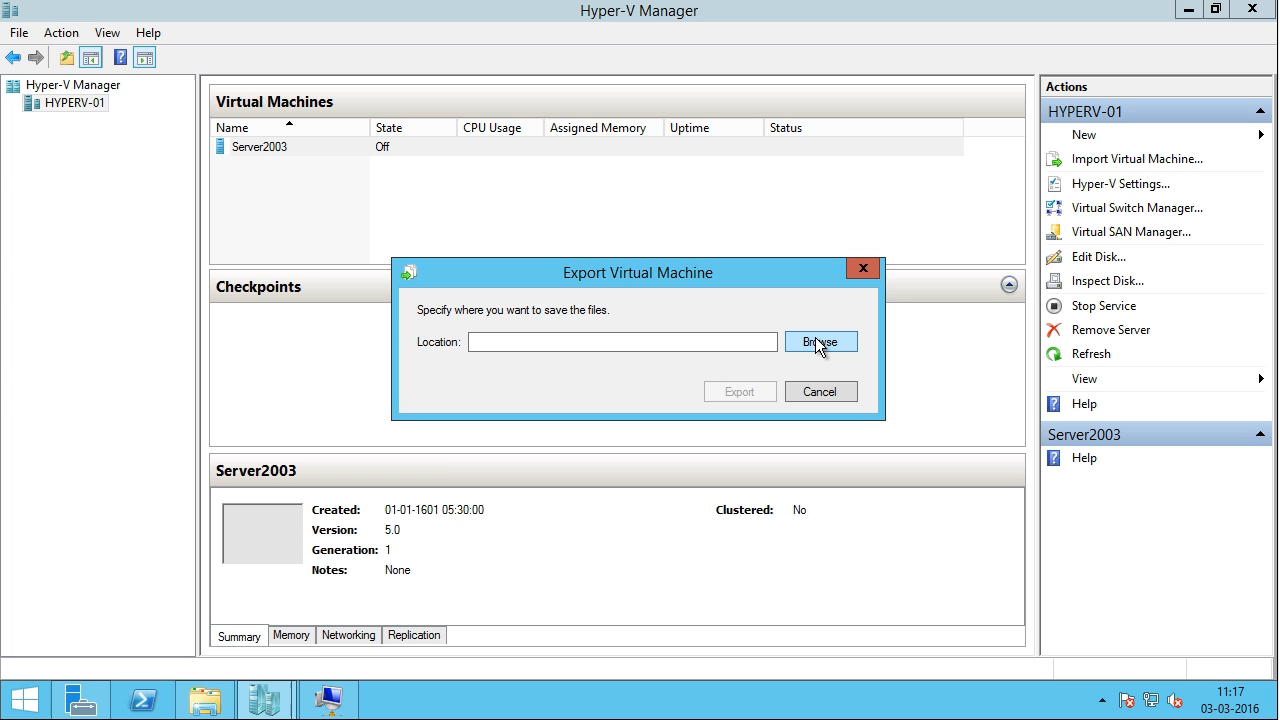 Hyper-V Manager
File Action View Help
Hyper-V Manager
HYPERV-01
Virtual Machines
Name State CPU Usage Assigned Memory Uptime Status
Server2003 Off
Checkpoints
Export Virtual Machine
x
Specify where you want to save the files.
Location: Browse
Export Cancel
Server2003
Created: 01-01-1601 05:30:00 Clustered: No
Version: 5.0
Generation: 1
Notes: None
Summary Memory Networking Replication
Actions
HYPERV-01
New
Import Virtual Machine...
Hyper-V Settings...
Virtual Switch Manager...
Virtual SAN Manager...
Edit Disk...
Inspect Disk...
Stop Service
Remove Server
Refresh
View
Help
Server2003
Help
11:17
03-03-2016